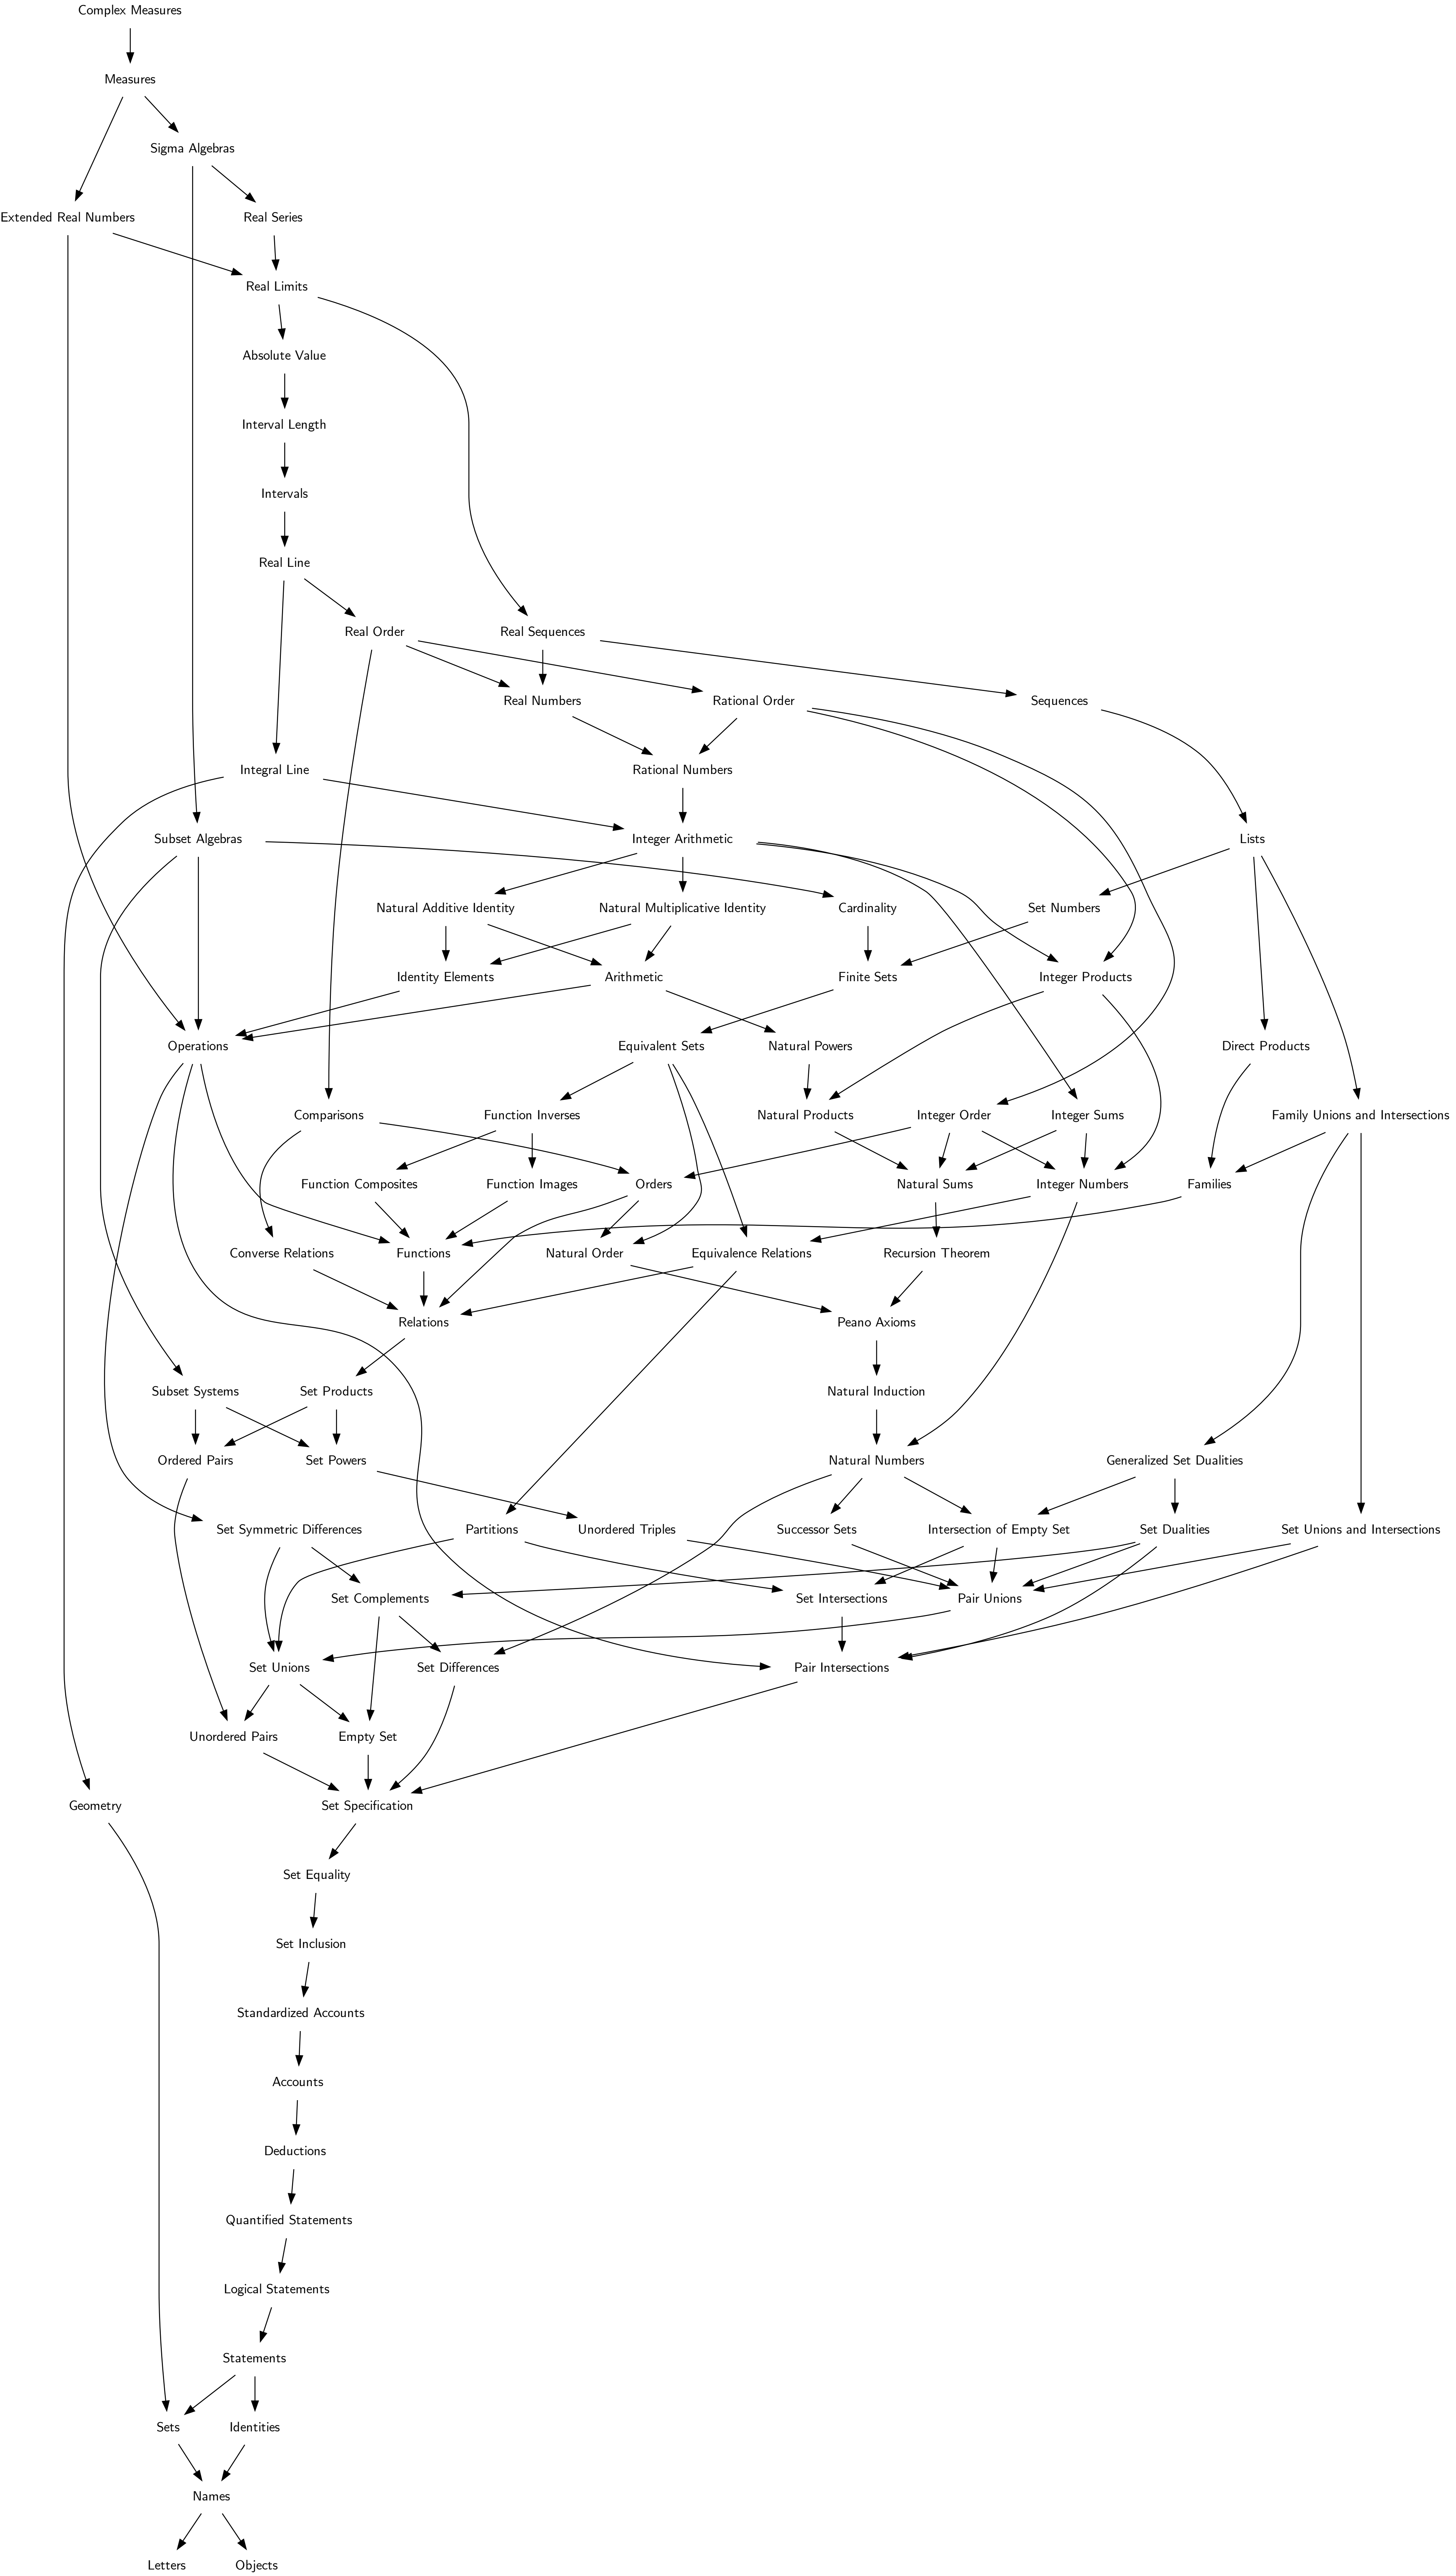 Complex Measures
Measures
Sigma Algebras
Extended Real Numbers
Real Series
Real Limits
Absolute Value
Interval Length
Intervals
Real Line
Real Order
Real Sequences
Real Numbers
Rational Order
Sequences
Integral Line
Rational Numbers
Subset Algebras
Integer Arithmetic
Lists
Natural Additive Identity
Natural Multiplicative Identity
Cardinality
Set Numbers
Identity Elements
Arithmetic
Finite Sets
Integer Products
Operations
Equivalent Sets
Natural Powers
Direct Products
Comparisons
Function Inverses
Natural Products
Integer Order
Integer Sums
Family Unions and Intersections
Function Composites
Function Images
Orders
Natural Sums
Integer Numbers
Families
Converse Relations
Functions
Natural Order
Equivalence Relations
Recursion Theorem
Relations
Peano Axioms
Subset Systems
Set Products
Natural Induction
Ordered Pairs
Set Powers
Natural Numbers
Generalized Set Dualities
Set Symmetric Differences
Partitions
Unordered Triples
Successor Sets
Intersection of Empty Set
Set Dualities
Set Unions and Intersections
Set Complements
Set Intersections
Pair Unions
Set Unions
Set Differences
Pair Intersections
Unordered Pairs
Empty Set
Geometry
Set Specification
Set Equality
Set Inclusion
Standardized Accounts
Accounts
Deductions
Quantified Statements
Logical Statements
Statements
Sets
Identities
Names
Letters
Objects